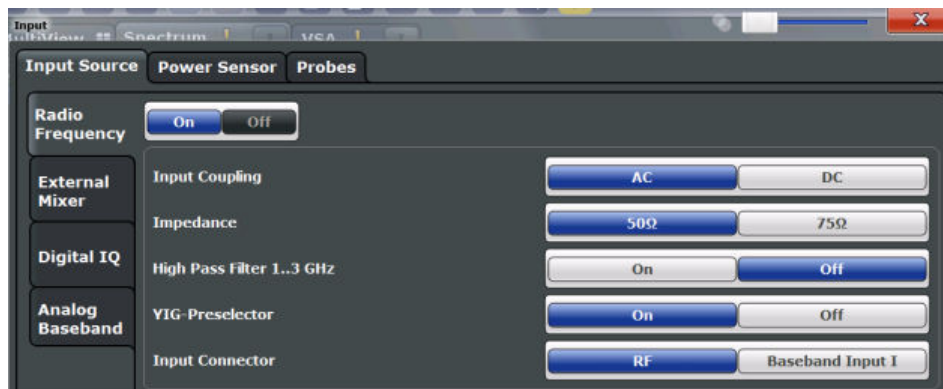 Input
MultiView Spectrum ! VSA !
X
Input Source Power Sensor Probes
Radio Frequency
On Off
External Mixer
Digital IQ
Analog Baseband
Input Coupling AC DC
Impedance 50Ω 75Ω
High Pass Filter 1..3 GHz On Off
YIG-Preselector On Off
Input Connector RF Baseband Input I